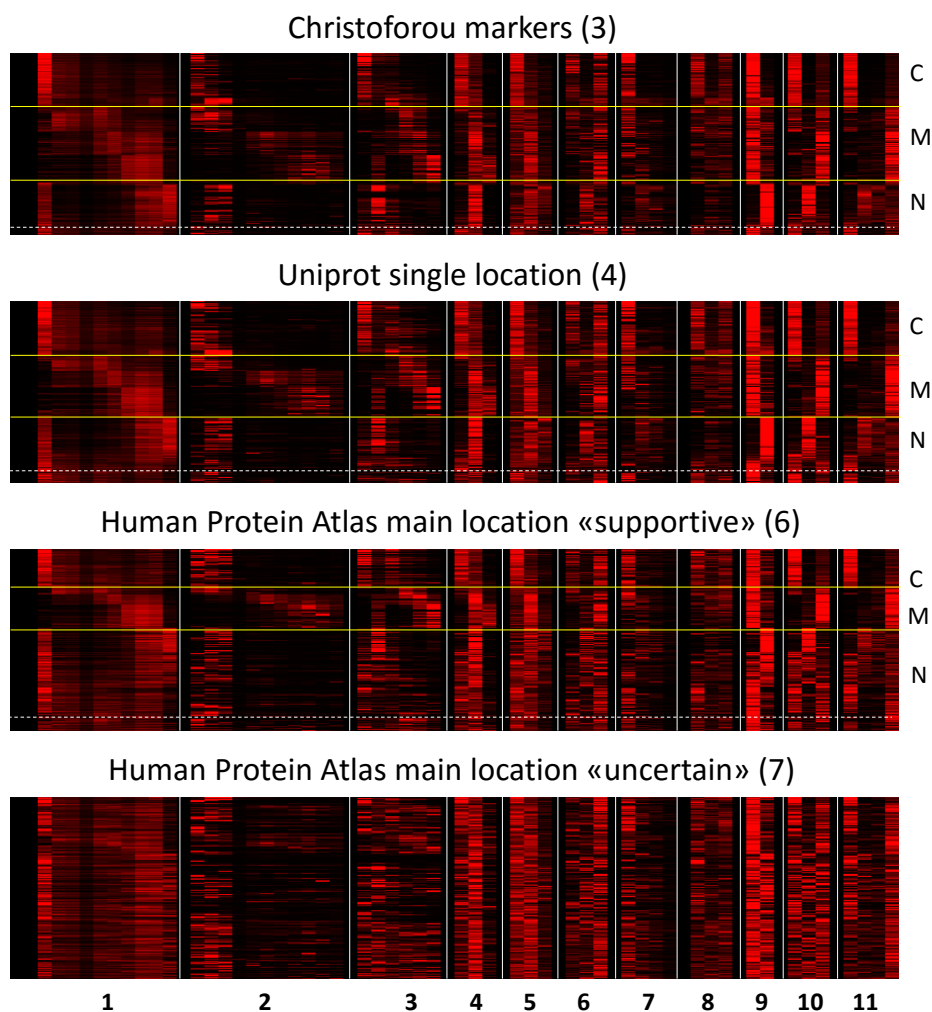 Christoforou markers (3)
C
M
N
Uniprot single location (4)
C
M
N
Human Protein Atlas main location «supportive» (6)
C
M
N
Human Protein Atlas main location «uncertain» (7)
1 2 3 4 5 6 7 8 9 10 11